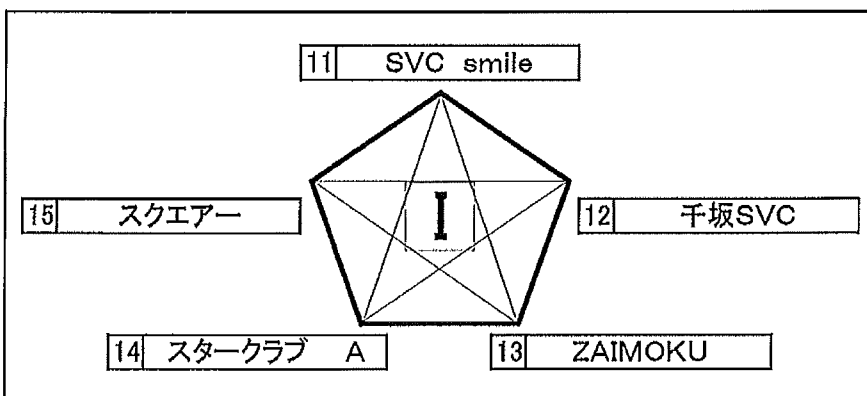 11 SVC smile
15 スクエアー
I
12 千坂SVC
14 スタークラブ A
13 ZAIMOKU